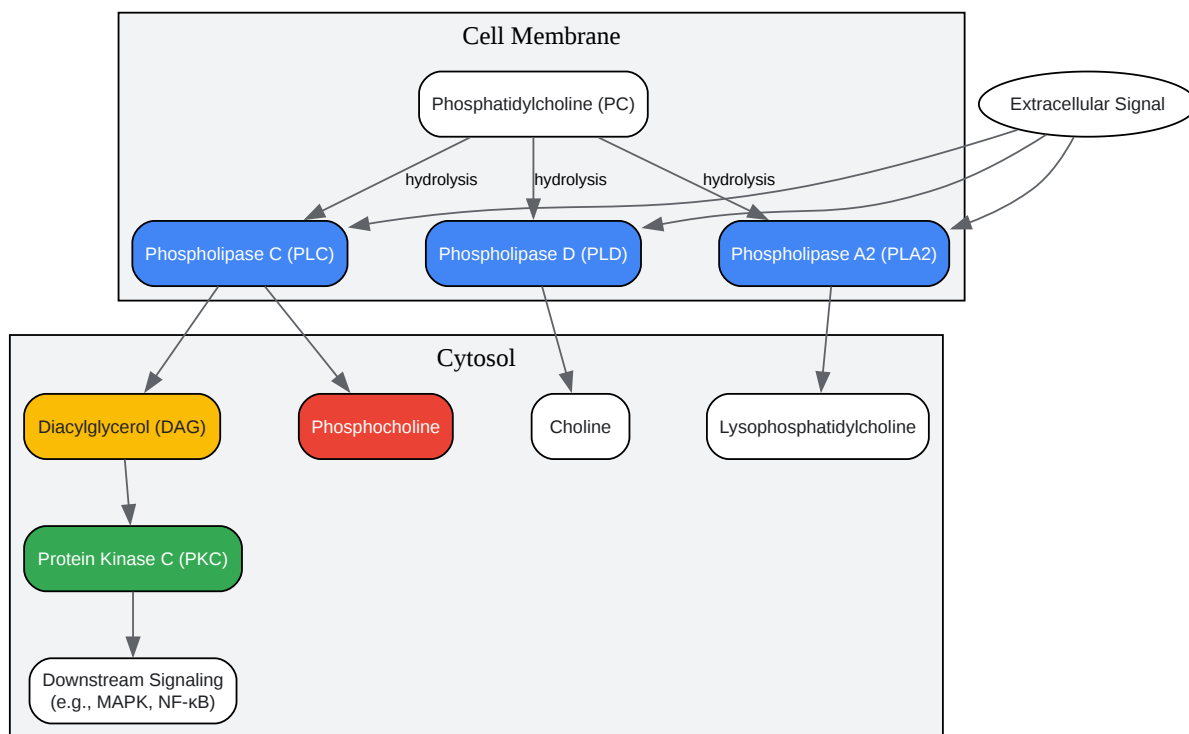 Cell Membrane
Phosphatidylcholine (PC)
Extracellular Signal
hydrolysis
hydrolysis
hydrolysis
Phospholipase C (PLC)
Phospholipase D (PLD)
Phospholipase A2 (PLA2)
Cytosol
Diacylglycerol (DAG)
Phosphocholine
Choline
Lysophosphatidylcholine
Protein Kinase C (PKC)
Downstream Signaling
(e.g., MAPK, NF-κB)